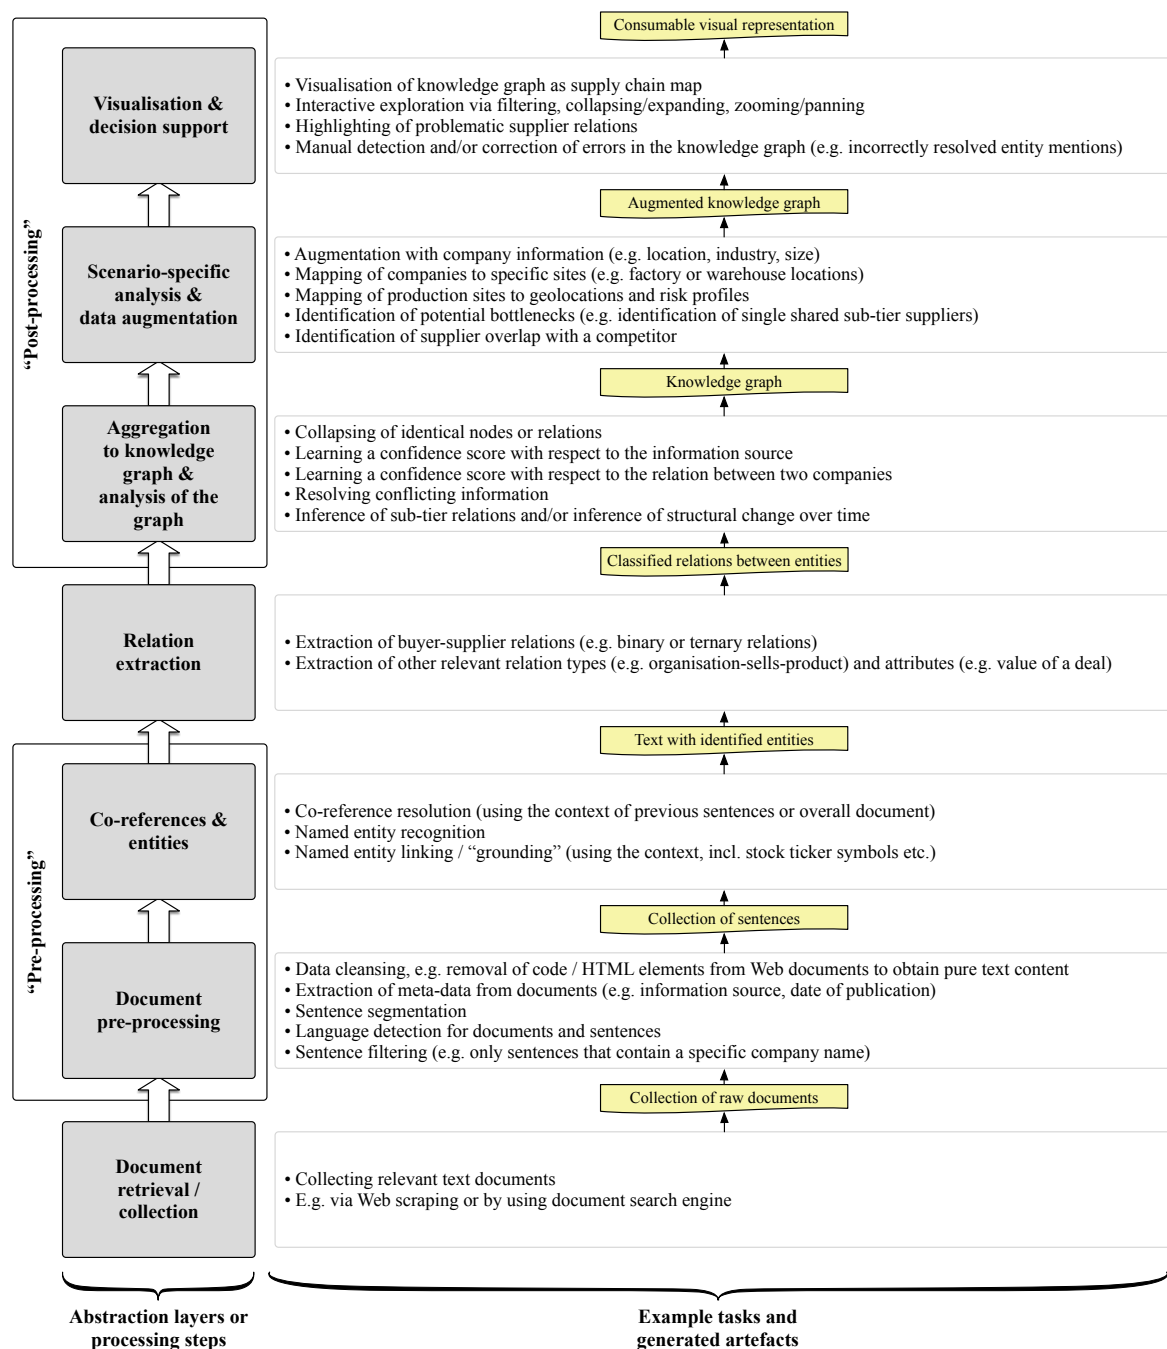 Consumable visual representation
Visualisation &
decision support
• Visualisation of knowledge graph as supply chain map
• Interactive exploration via filtering, collapsing/expanding, zooming/panning
• Highlighting of problematic supplier relations
• Manual detection and/or correction of errors in the knowledge graph (e.g. incorrectly resolved entity mentions)
Augmented knowledge graph
“Post-processing”
Scenario-specific
analysis &
data augmentation
• Augmentation with company information (e.g. location, industry, size)
• Mapping of companies to specific sites (e.g. factory or warehouse locations)
• Mapping of production sites to geolocations and risk profiles
• Identification of potential bottlenecks (e.g. identification of single shared sub-tier suppliers)
• Identification of supplier overlap with a competitor
Knowledge graph
Aggregation
to knowledge
graph &
analysis of the
graph
• Collapsing of identical nodes or relations
• Learning a confidence score with respect to the information source
• Learning a confidence score with respect to the relation between two companies
• Resolving conflicting information
• Inference of sub-tier relations and/or inference of structural change over time
Classified relations between entities
Relation
extraction
• Extraction of buyer-supplier relations (e.g. binary or ternary relations)
• Extraction of other relevant relation types (e.g. organisation-sells-product) and attributes (e.g. value of a deal)
Text with identified entities
“Pre-processing”
Co-references &
entities
• Co-reference resolution (using the context of previous sentences or overall document)
• Named entity recognition
• Named entity linking / “grounding” (using the context, incl. stock ticker symbols etc.)
Collection of sentences
Document
pre-processing
• Data cleansing, e.g. removal of code / HTML elements from Web documents to obtain pure text content
• Extraction of meta-data from documents (e.g. information source, date of publication)
• Sentence segmentation
• Language detection for documents and sentences
• Sentence filtering (e.g. only sentences that contain a specific company name)
Collection of raw documents
Document
retrieval /
collection
• Collecting relevant text documents
• E.g. via Web scraping or by using document search engine
Abstraction layers or
processing steps
Example tasks and
generated artefacts